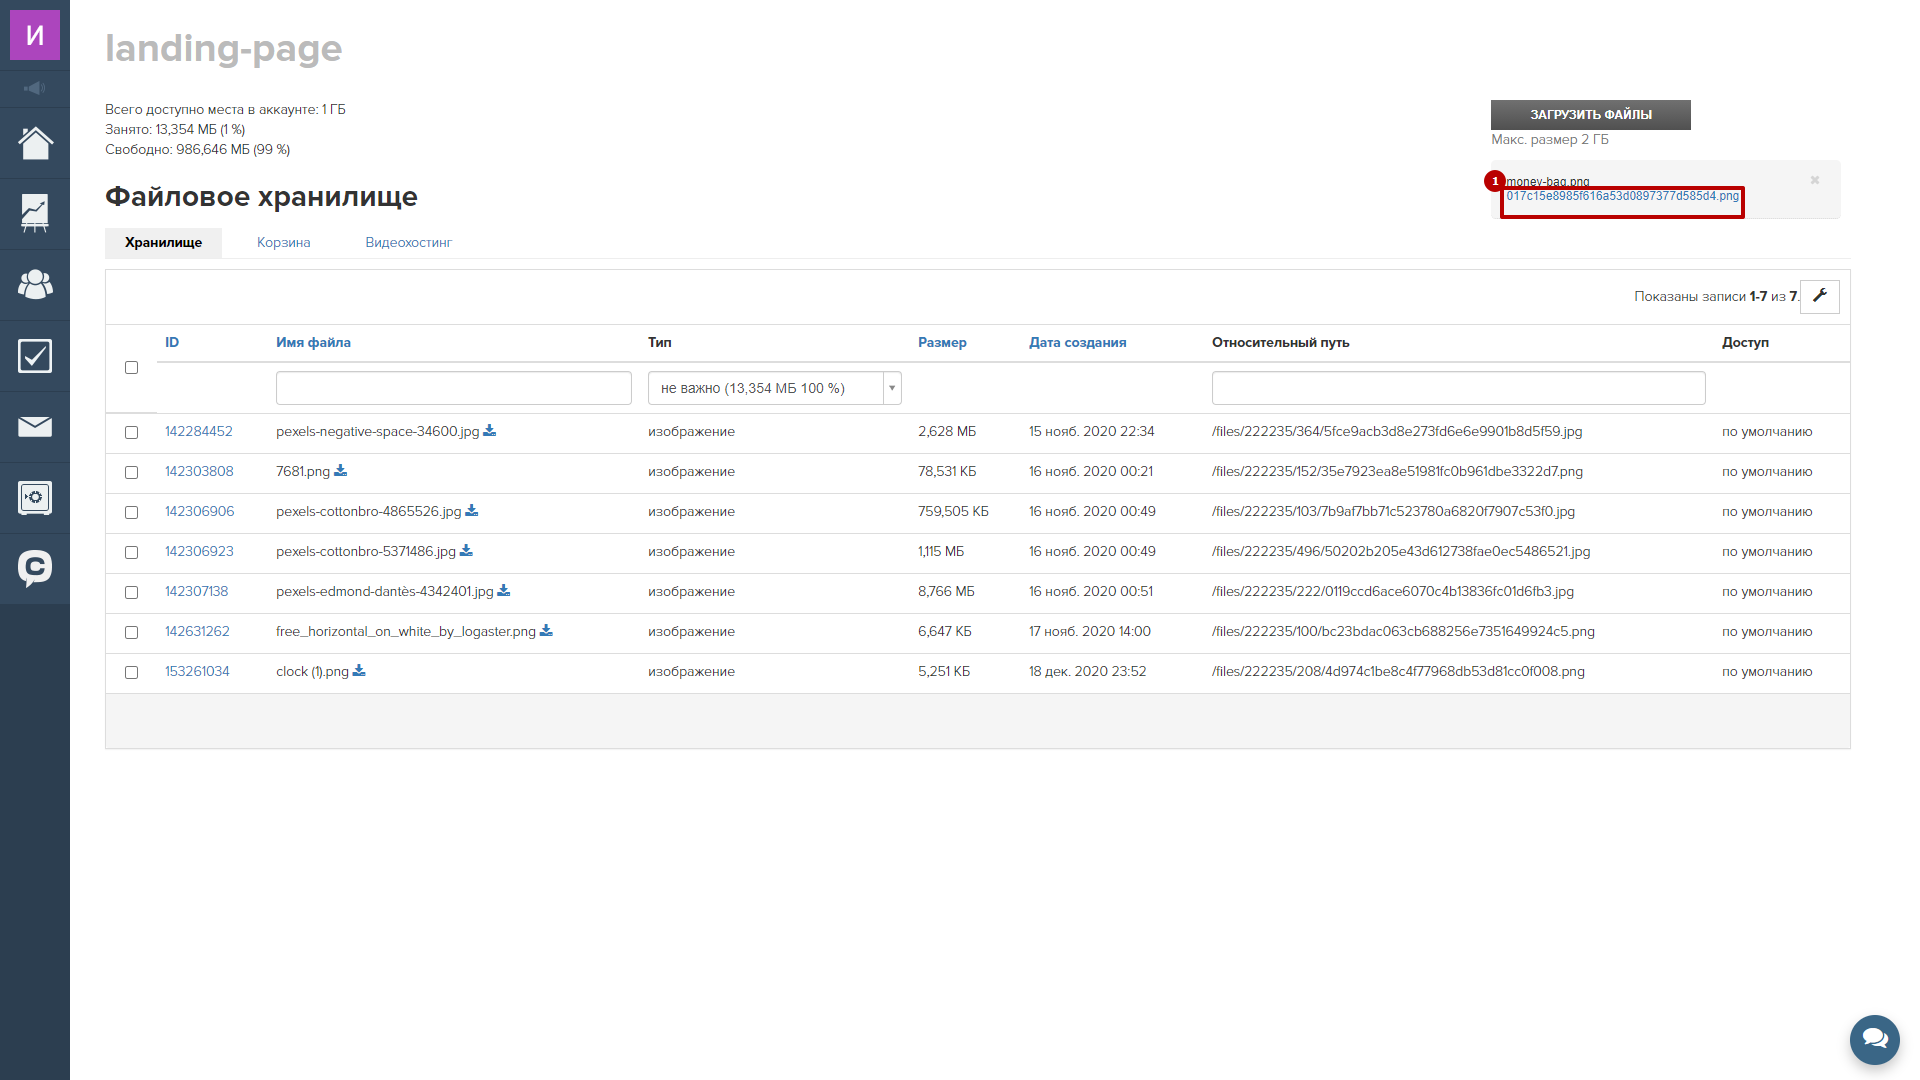 И
landing-page
Всего доступно места в аккаунте: 1 ГБ
Занято: 13,354 МБ (1 %)
Свободно: 986,646 МБ (99 %)
ЗАГРУЗИТЬ ФАЙЛЫ
Макс. размер 2 ГБ
1 money-bag.png
017c15e8985f616a53d0897377d585d4.png
Файловое хранилище
Хранилище Корзина Видеохостинг
Показаны записи 1-7 из 7.
ID Имя файла Тип Размер Дата создания Относительный путь Доступ
не важно (13,354 МБ 100 %)
142284452 pexels-negative-space-34600.jpg изображение 2,628 МБ 15 нояб. 2020 22:34 /files/222235/364/5fce9acb3d8e273fd6e6e9901b8d5f59.jpg по умолчанию
142303808 7681.png изображение 78,531 КБ 16 нояб. 2020 00:21 /files/222235/152/35e7923ea8e51981fc0b961dbe3322d7.png по умолчанию
142306906 pexels-cottonbro-4865526.jpg изображение 759,505 КБ 16 нояб. 2020 00:49 /files/222235/103/7b9af7bb71c523780a6820f7907c53f0.jpg по умолчанию
142306923 pexels-cottonbro-5371486.jpg изображение 1,115 МБ 16 нояб. 2020 00:49 /files/222235/496/50202b205e43d612738fae0ec5486521.jpg по умолчанию
142307138 pexels-edmond-dantès-4342401.jpg изображение 8,766 МБ 16 нояб. 2020 00:51 /files/222235/222/0119ccd6ace6070c4b13836fc01d6fb3.jpg по умолчанию
142631262 free_horizontal_on_white_by_logaster.png изображение 6,647 КБ 17 нояб. 2020 14:00 /files/222235/100/bc23bdac063cb688256e7351649924c5.png по умолчанию
153261034 clock (1).png изображение 5,251 КБ 18 дек. 2020 23:52 /files/222235/208/4d974c1be8c4f77968db53d81cc0f008.png по умолчанию